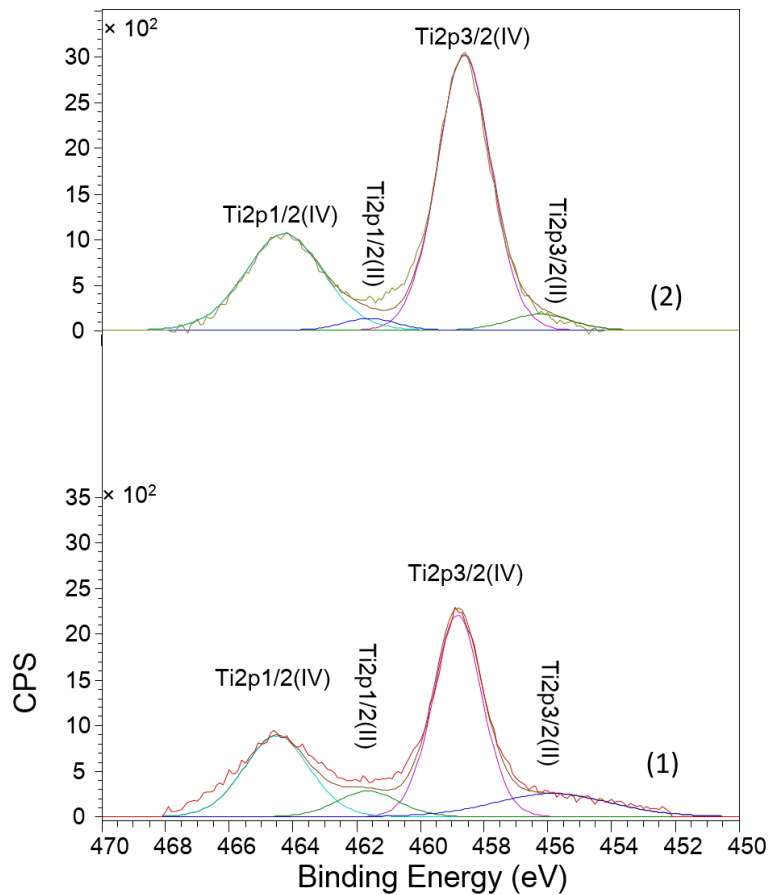 × 10²
30
25
20
15
10
5
0
Ti2p3/2(IV)
Ti2p1/2(IV)
Ti2p1/2(II)
Ti2p3/2(II)
(2)
35
× 10²
30
25
20
15
10
5
0
Ti2p3/2(IV)
Ti2p1/2(IV)
Ti2p1/2(II)
Ti2p3/2(II)
(1)
CPS
470 468 466 464 462 460 458 456 454 452 450
Binding Energy (eV)